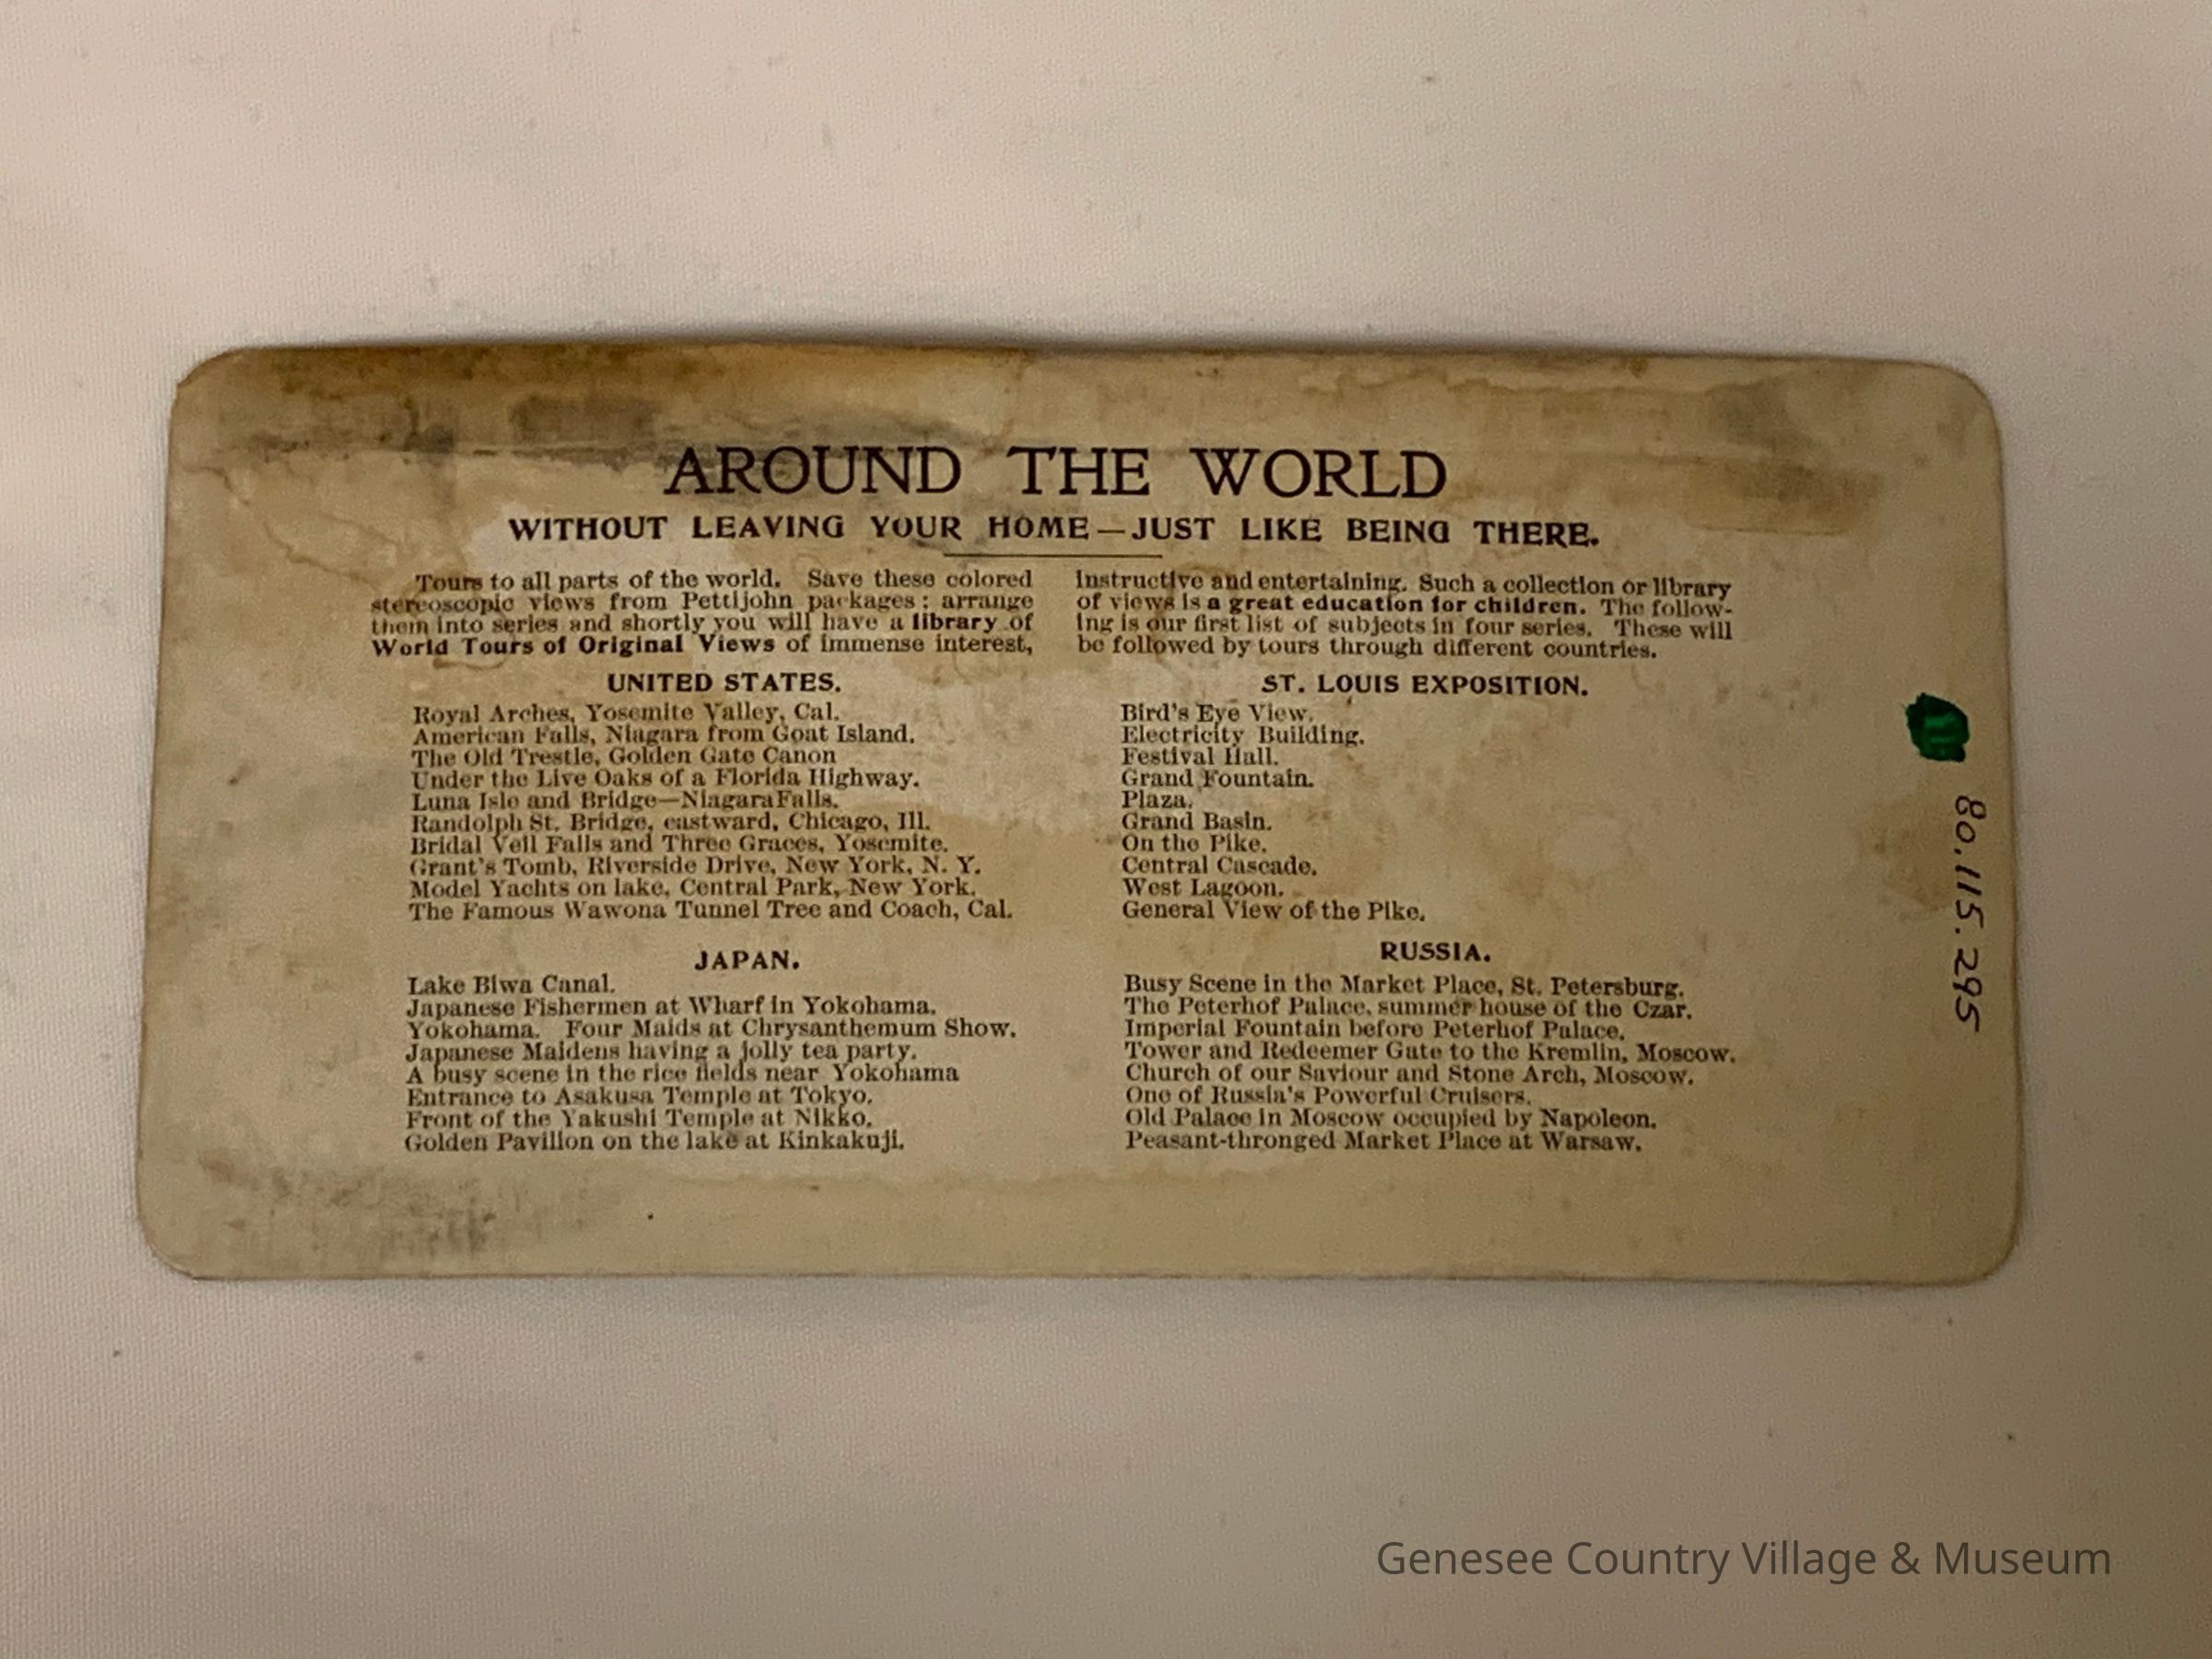 AROUND THE WORLD
WITHOUT LEAVING YOUR HOME—JUST LIKE BEING THERE.
Tours to all parts of the world. Save these colored
stereoscopic views from Pettijohn packages: arrange
them into series and shortly you will have a library of
World Tours of Original Views of immense interest,
instructive and entertaining. Such a collection or library
of views is a great education for children. The follow-
ing is our first list of subjects in four series. These will
be followed by tours through different countries.
UNITED STATES.
Royal Arches, Yosemite Valley, Cal.
American Falls, Niagara from Goat Island.
The Old Trestle, Golden Gate Canon
Under the Live Oaks of a Florida Highway.
Luna Isle and Bridge—Niagara Falls.
Randolph St. Bridge, eastward, Chicago, Ill.
Bridal Veil Falls and Three Graces, Yosemite.
Grant's Tomb, Riverside Drive, New York, N. Y.
Model Yachts on lake, Central Park, New York.
The Famous Wawona Tunnel Tree and Coach, Cal.
ST. LOUIS EXPOSITION.
Bird's Eye View.
Electricity Building.
Festival Hall.
Grand Fountain.
Plaza.
Grand Basin.
On the Pike.
Central Cascade.
West Lagoon.
General View of the Pike.
JAPAN.
Lake Biwa Canal.
Japanese Fishermen at Wharf in Yokohama.
Yokohama. Four Maids at Chrysanthemum Show.
Japanese Maidens having a jolly tea party.
A busy scene in the rice fields near Yokohama
Entrance to Asakusa Temple at Tokyo.
Front of the Yakushi Temple at Nikko.
Golden Pavilion on the lake at Kinkakuji.
RUSSIA.
Busy Scene in the Market Place, St. Petersburg.
The Peterhof Palace, summer house of the Czar.
Imperial Fountain before Peterhof Palace.
Tower and Redeemer Gate to the Kremlin, Moscow.
Church of our Saviour and Stone Arch, Moscow.
One of Russia's Powerful Cruisers.
Old Palace in Moscow occupied by Napoleon.
Peasant-thronged Market Place at Warsaw.
80.115.295
Genesee Country Village & Museum